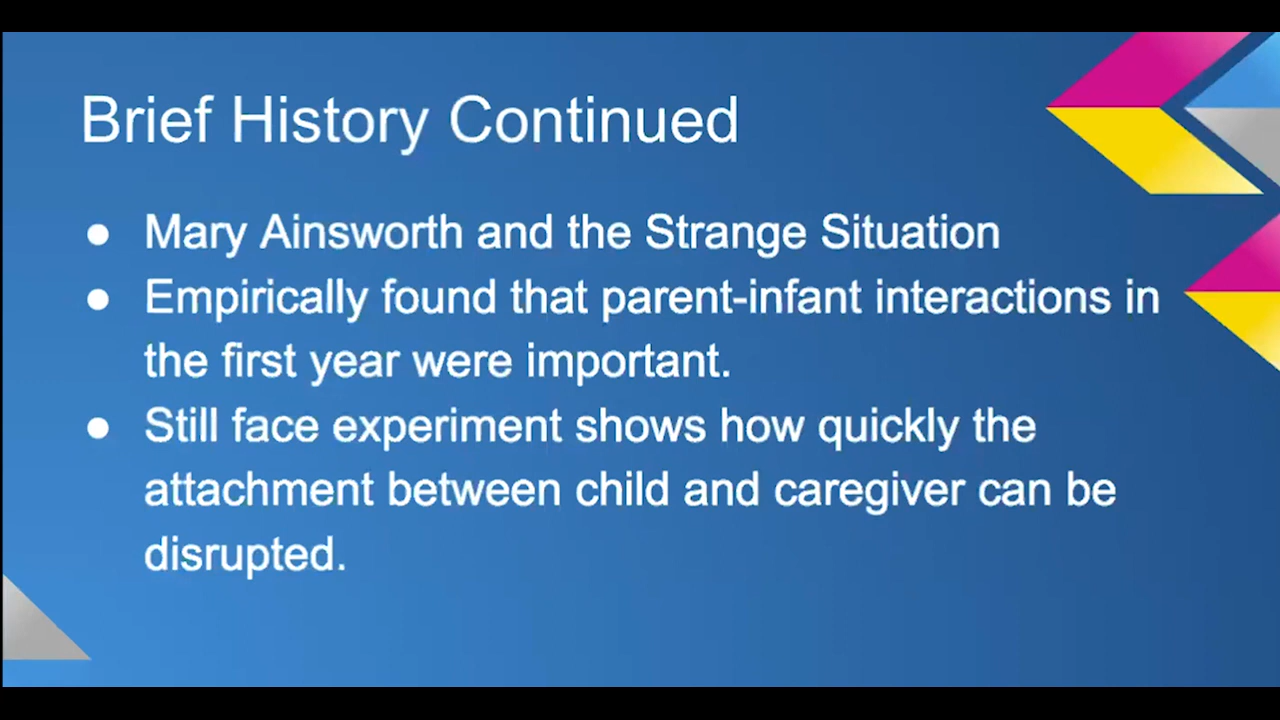 Brief History Continued
● Mary Ainsworth and the Strange Situation
● Empirically found that parent-infant interactions in
the first year were important.
● Still face experiment shows how quickly the
attachment between child and caregiver can be
disrupted.